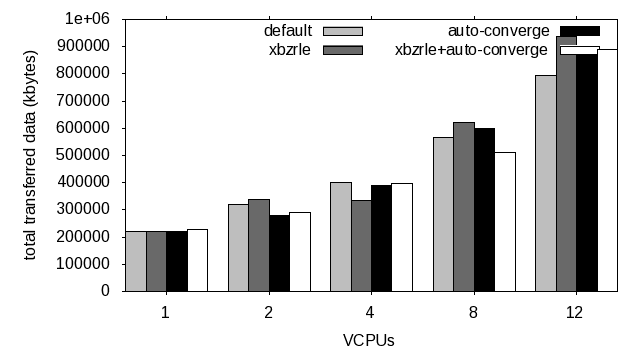 1e+06
900000
800000
700000
600000
500000
400000
300000
200000
100000
0
total transferred data (kbytes)
default
xbzrle
auto-converge
xbzrle+auto-converge
1 2 4 8 12
VCPUs